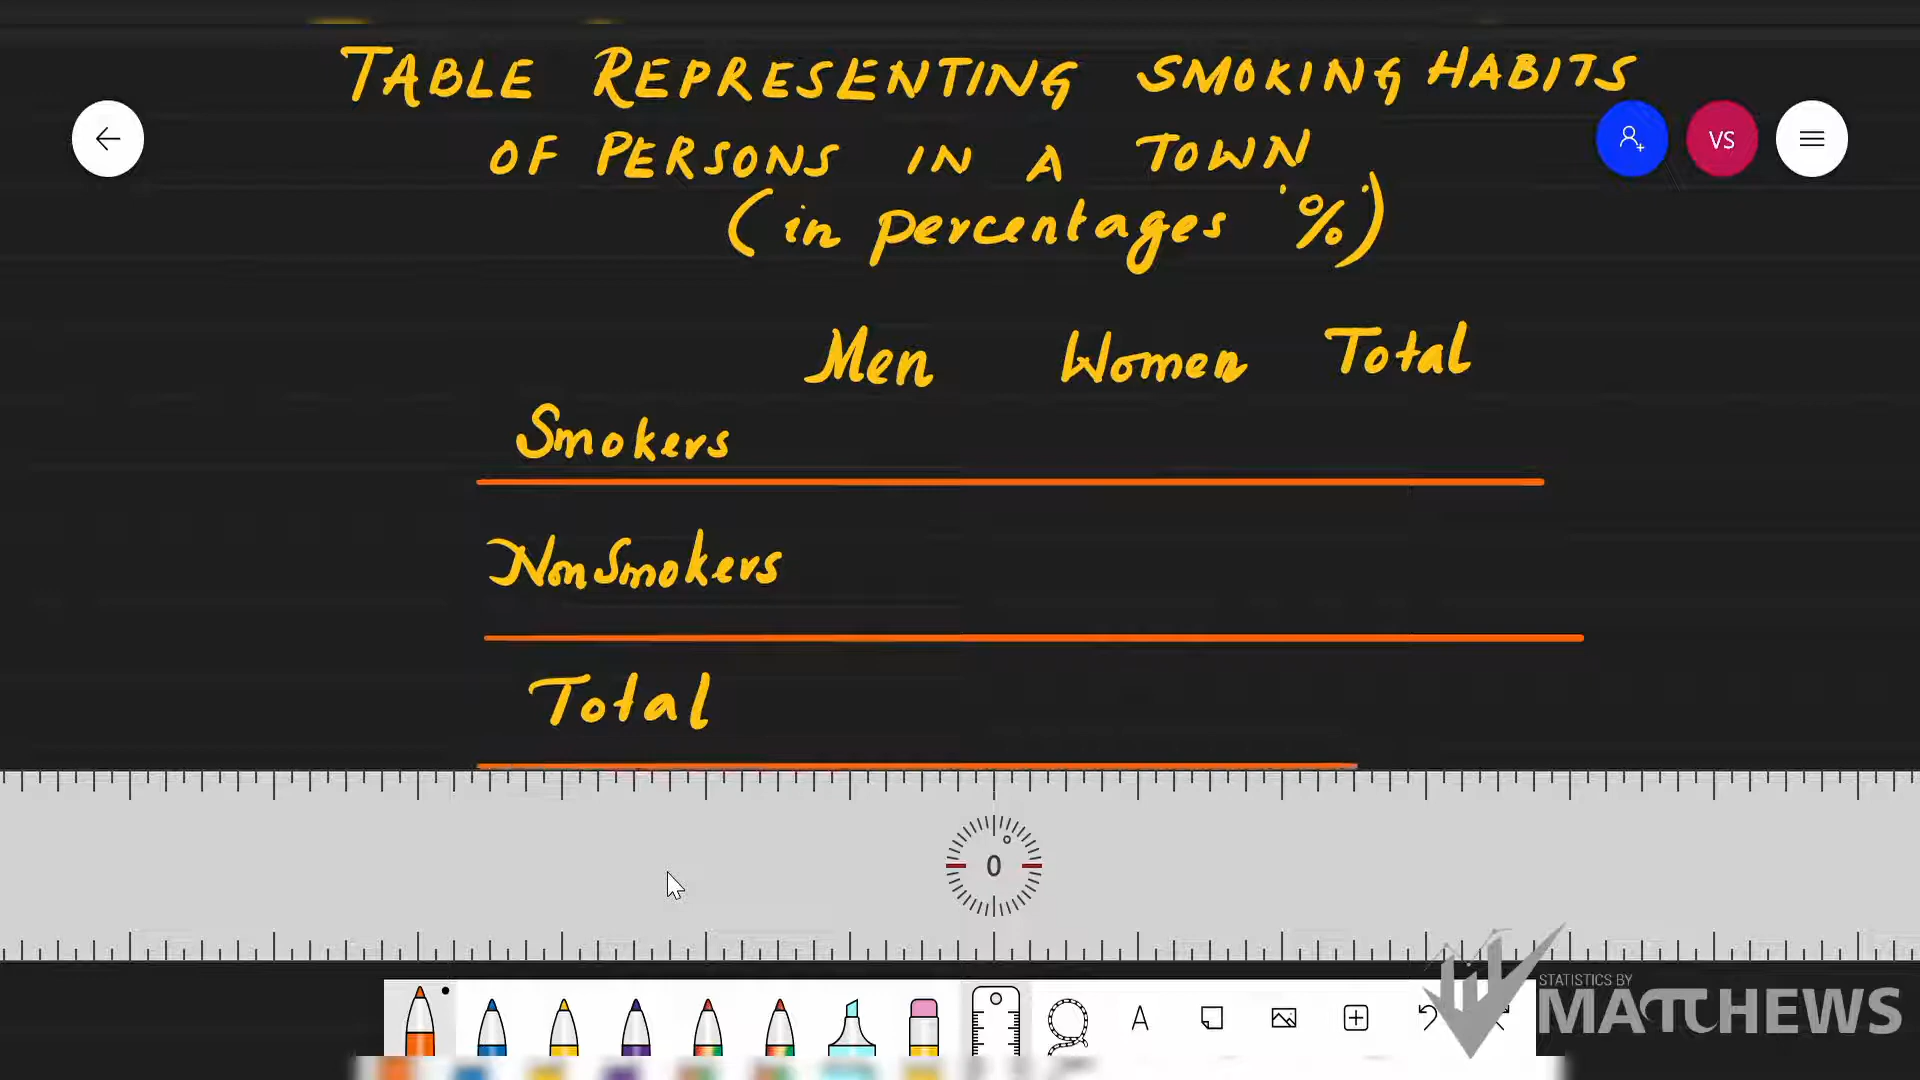 TABLE REPRESENTING SMOKING HABITS
OF PERSONS IN A TOWN
(in percentages '%')
VS
Men Women Total
Smokers
Non Smokers
Total
0°
A
STATISTICS BY
MATTCHEWS